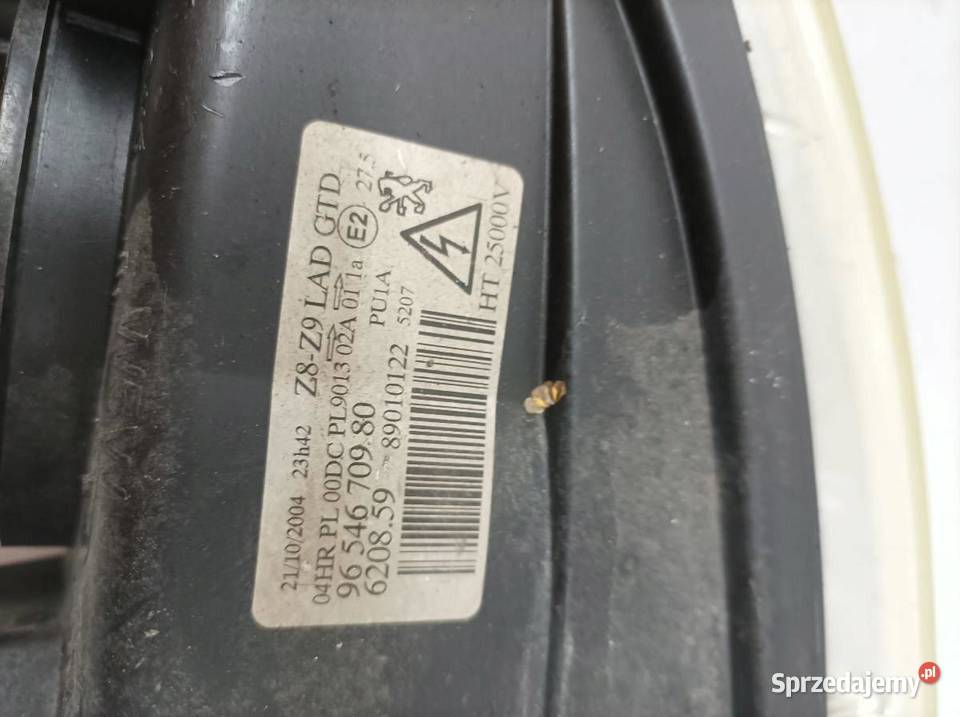 21/10/2004 23h42 Z8-Z9 LAD GTD
04HR PL 00DC PL9013 02A 01 1a E2 27.5
96 546 709.80
6208.59 89010122 PU1A
5207
HT 25000V
Sprzedajemy.pl